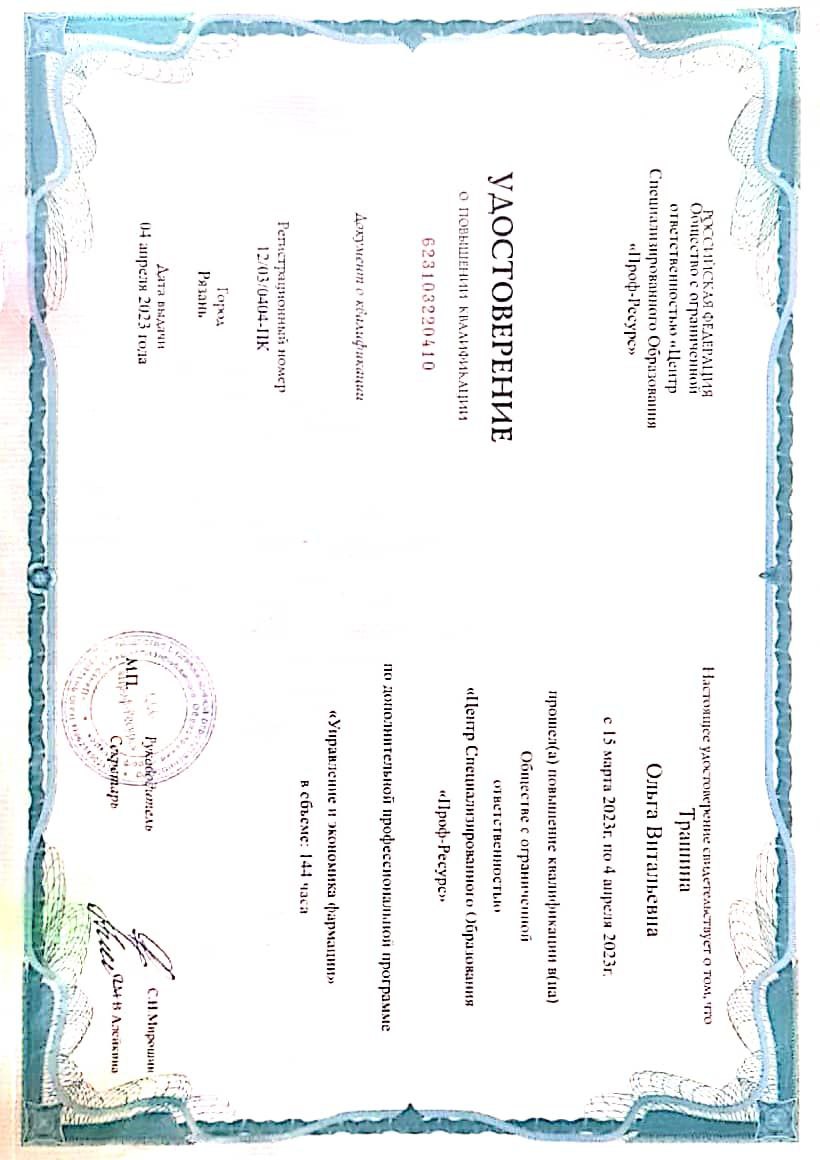 РОССИЙСКАЯ ФЕДЕРАЦИЯ
Общество с ограниченной
ответственностью «Центр
Специализированного Образования
«Проф-Ресурс»
УДОСТОВЕРЕНИЕ
О ПОВЫШЕНИИ КВАЛИФИКАЦИИ
623103220410
Документ о квалификации
Регистрационный номер
12/03/0404-ПК
Город
Рязань
Дата выдачи
04 апреля 2023 года
Настоящее удостоверение свидетельствует о том, что
Трашина
Ольга Витальевна
с 15 марта 2023г. по 4 апреля 2023г.
прошел(а) повышение квалификации в(на)
Обществе с ограниченной
ответственностью
«Центр Специализированного Образования
«Проф-Ресурс»
по дополнительной профессиональной программе
«Управление и экономика фармации»
в объеме: 144 часа
М.П.
Руководитель
С.Н.Мирошин
Секретарь
Алейкина